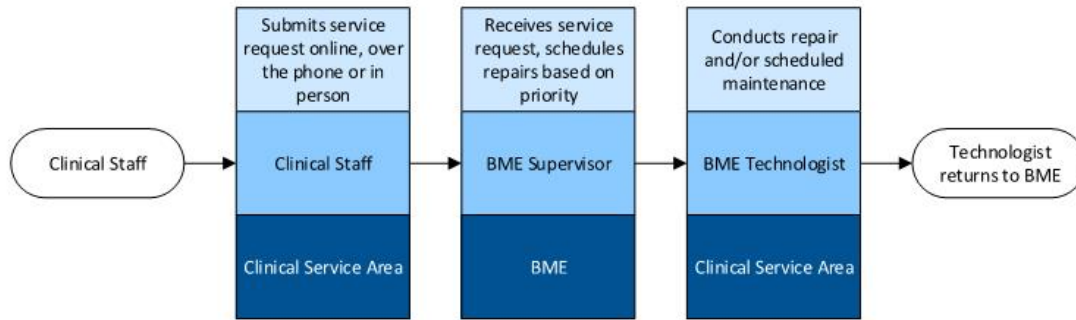 Clinical Staff
Submits service
request online, over
the phone or in
person
Clinical Staff
Clinical Service Area
Receives service
request, schedules
repairs based on
priority
BME Supervisor
BME
Conducts repair
and/or scheduled
maintenance
BME Technologist
Clinical Service Area
Technologist
returns to BME